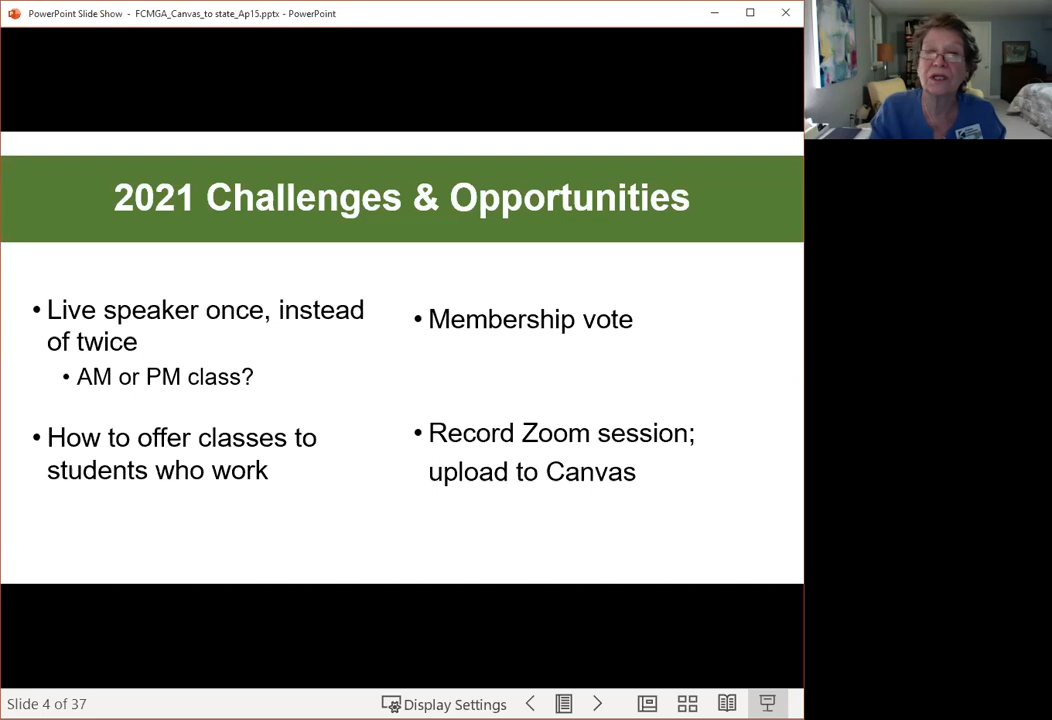 PowerPoint Slide Show - FCMGA_Canvas_to state_Ap15.pptx - PowerPoint
2021 Challenges & Opportunities
• Live speaker once, instead
of twice
• AM or PM class?
• How to offer classes to
students who work
• Membership vote
• Record Zoom session;
upload to Canvas
Slide 4 of 37
Display Settings